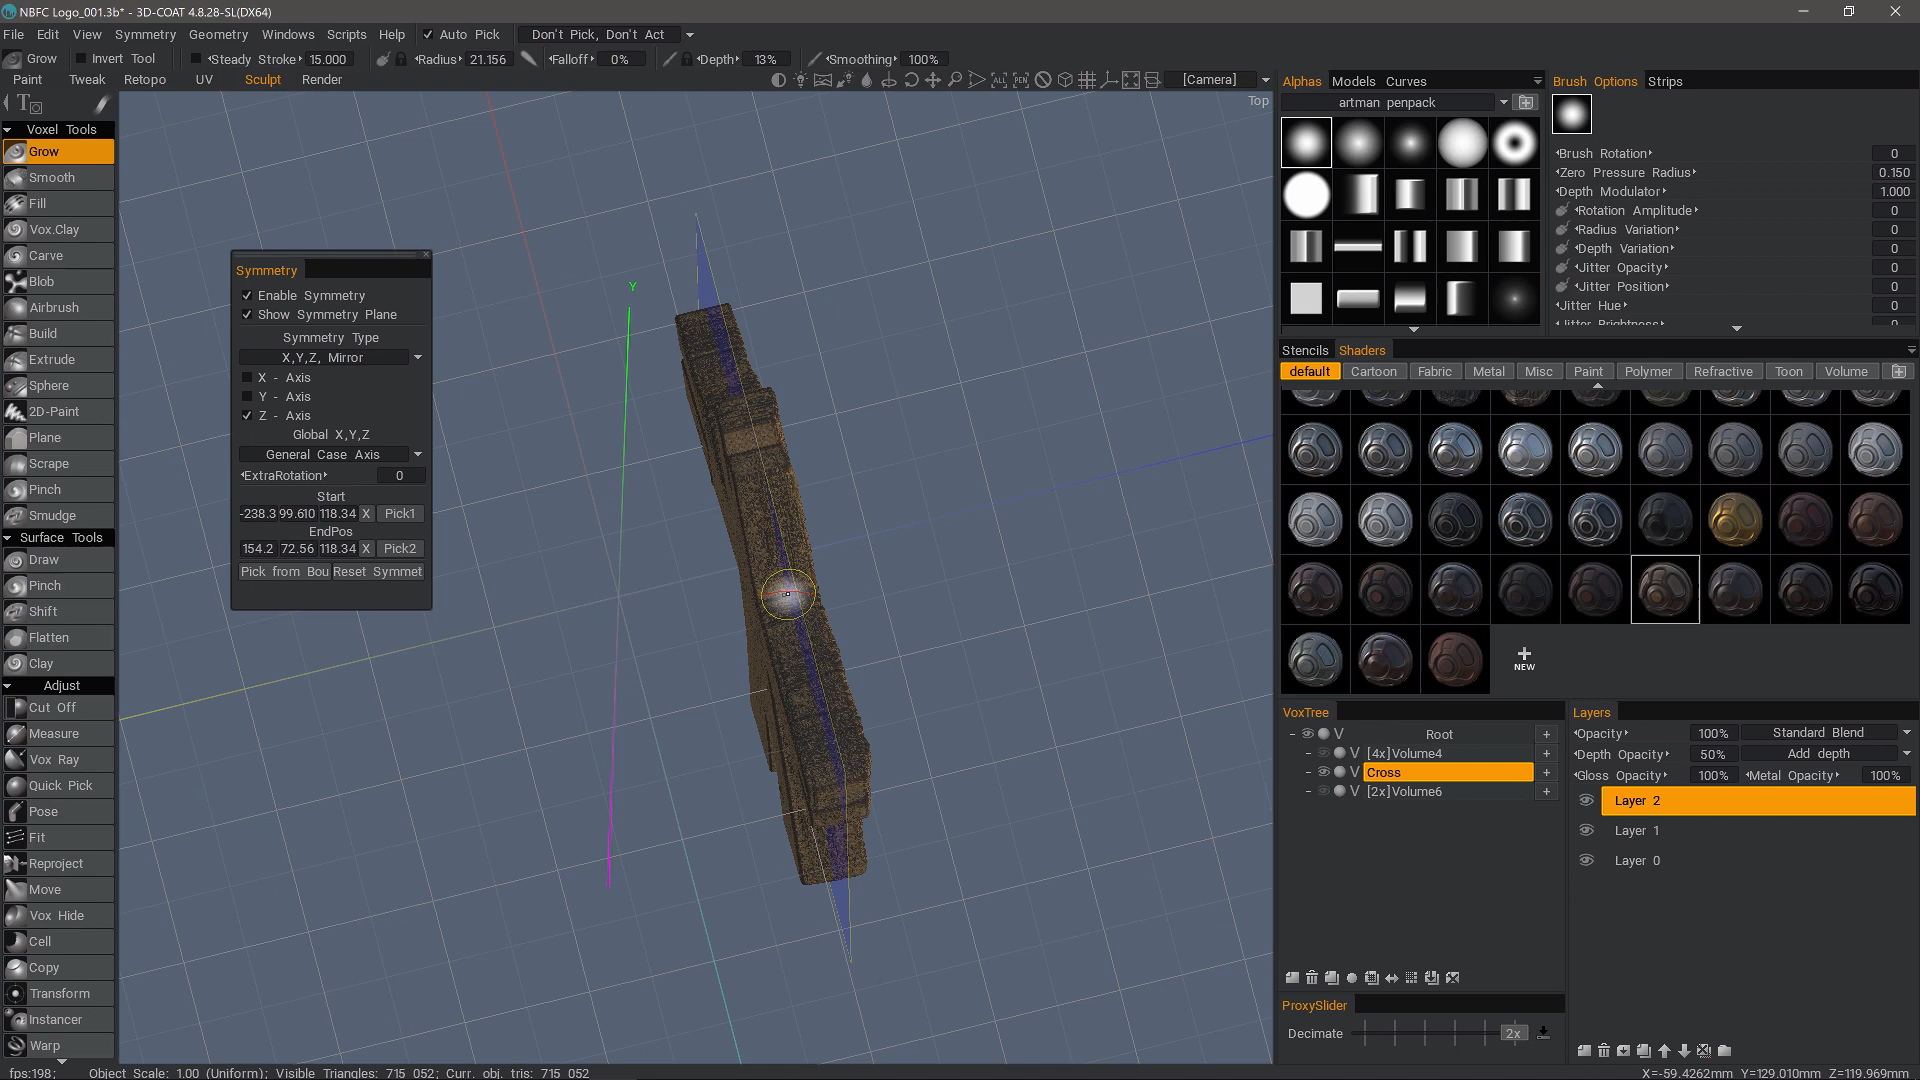 NBFC Logo_001.3b* - 3D-COAT 4.8.28-SL(DX64)
File Edit View Symmetry Geometry Windows Scripts Help Auto Pick Don't Pick, Don't Act
Grow Invert Tool Steady Stroke 15.000 Radius 21.156 Falloff 0% Depth 13% Smoothing 100%
Paint Tweak Retopo UV Sculpt Render [Camera]
Top
Voxel Tools
Grow
Smooth
Fill
Vox.Clay
Carve
Blob
Airbrush
Build
Extrude
Sphere
2D-Paint
Plane
Scrape
Pinch
Smudge
Surface Tools
Draw
Pinch
Shift
Flatten
Clay
Adjust
Cut Off
Measure
Vox Ray
Quick Pick
Pose
Fit
Reproject
Move
Vox Hide
Cell
Copy
Transform
Instancer
Warp
Symmetry
Enable Symmetry
Show Symmetry Plane
Symmetry Type
X,Y,Z, Mirror
X - Axis
Y - Axis
Z - Axis
Global X,Y,Z
General Case Axis
ExtraRotation 0
Start
-238.3 99.610 118.34 X Pick1
EndPos
154.2 72.56 118.34 X Pick2
Pick from Bou Reset Symmet
Y
Alphas Models Curves
artman penpack
Brush Options Strips
Brush Rotation 0
Zero Pressure Radius 0.150
Depth Modulator 1.000
Rotation Amplitude 0
Radius Variation 0
Depth Variation 0
Jitter Opacity 0
Jitter Position 0
Jitter Hue 0
Jitter Brightness 0
Stencils Shaders
default Cartoon Fabric Metal Misc Paint Polymer Refractive Toon Volume
NEW
VoxTree
V Root +
V [4x]Volume4 +
V Cross +
V [2x]Volume6 +
ProxySlider
Decimate 2x
Layers
Opacity 100% Standard Blend
Depth Opacity 50% Add depth
Gloss Opacity 100% Metal Opacity 100%
Layer 2
Layer 1
Layer 0
fps:198; Object Scale: 1.00 (Uniform); Visible Triangles: 715 052; Curr. obj. tris: 715 052
X=-59.4262mm Y=129.010mm Z=119.969mm